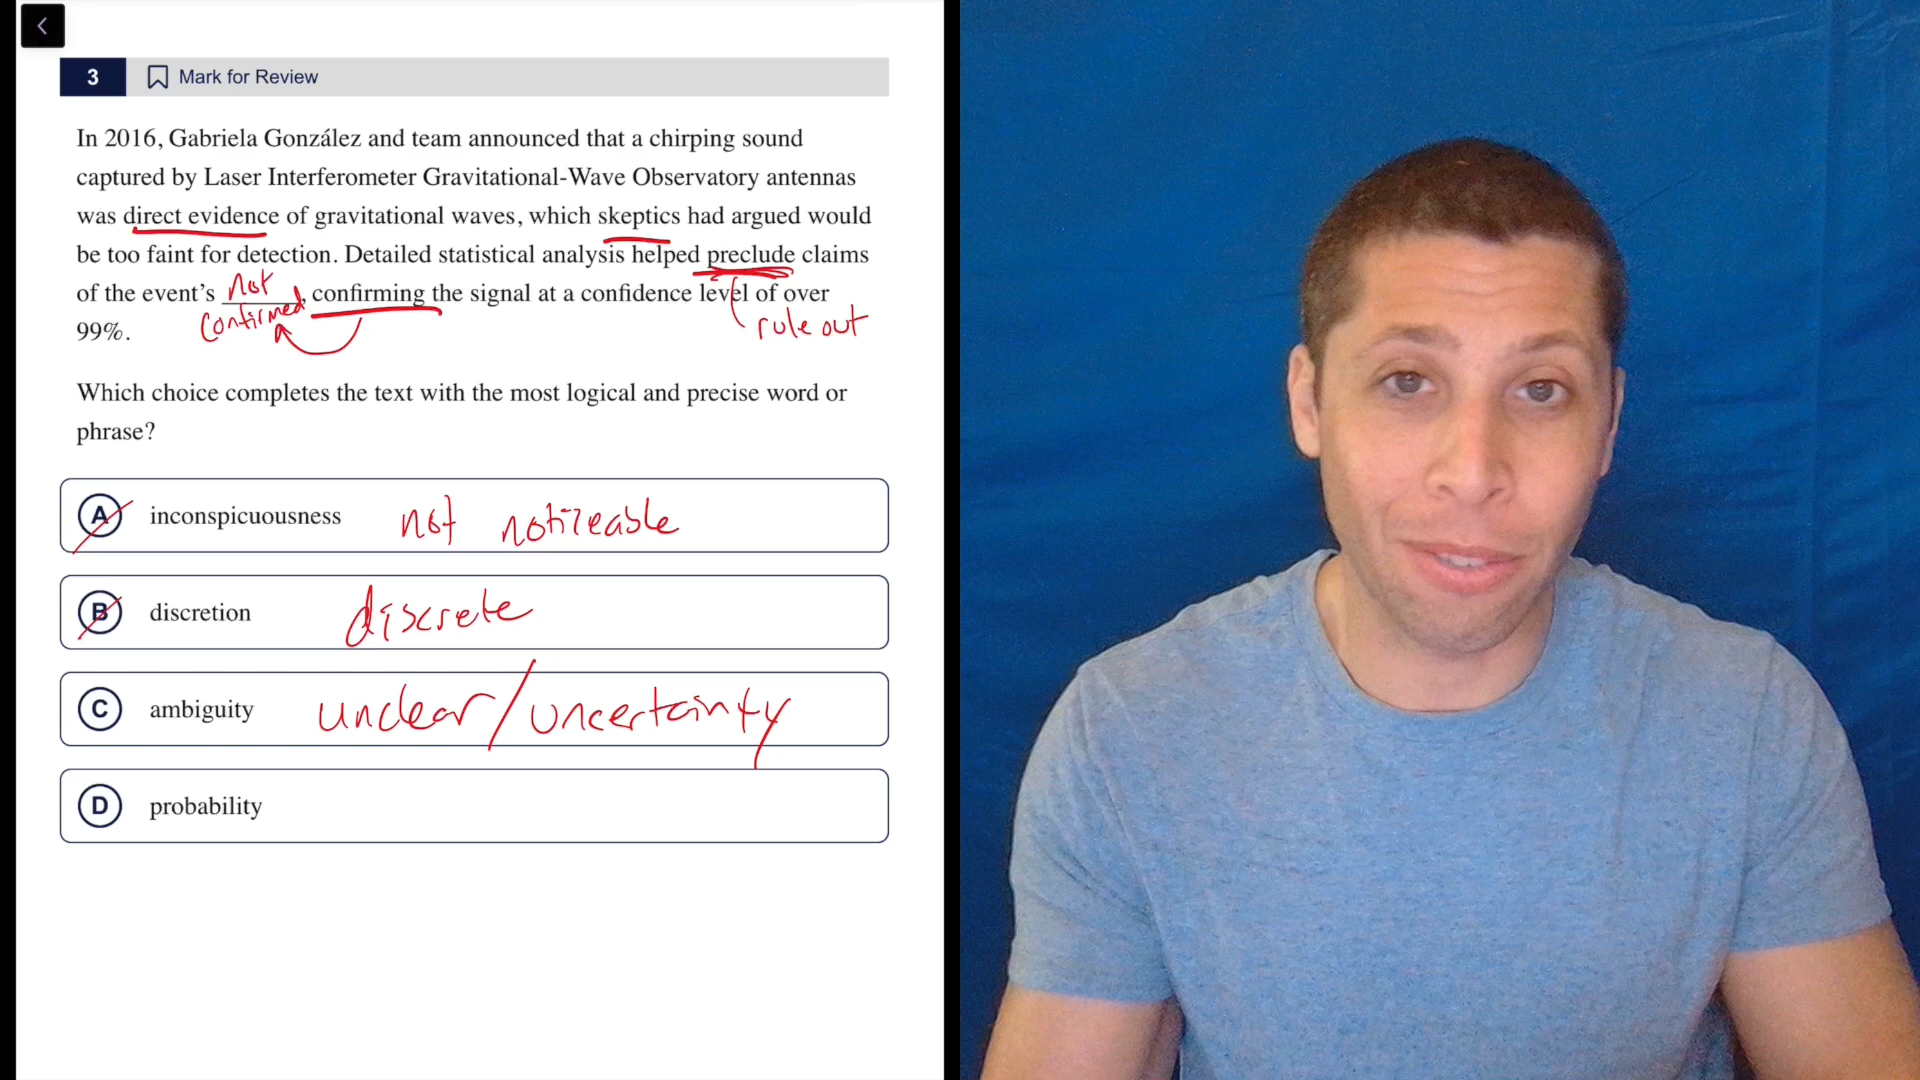 3 Mark for Review
In 2016, Gabriela González and team announced that a chirping sound
captured by Laser Interferometer Gravitational-Wave Observatory antennas
was direct evidence of gravitational waves, which skeptics had argued would
be too faint for detection. Detailed statistical analysis helped preclude claims
of the event's not, confirming the signal at a confidence level of over
confirmed
rule out
99%.
Which choice completes the text with the most logical and precise word or
phrase?
A inconspicuousness not noticeable
B discretion discrete
C ambiguity unclear/uncertainty
D probability